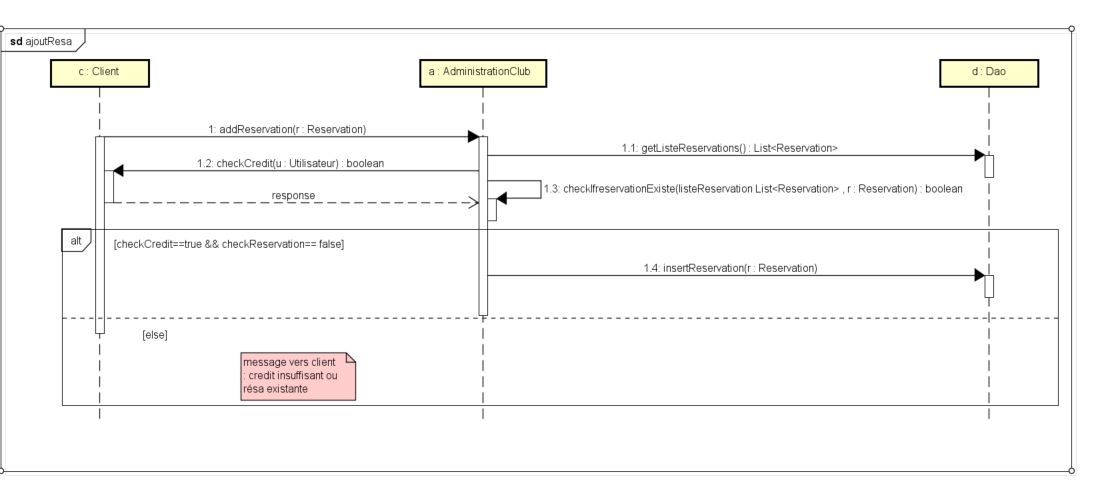 sd ajoutResa
c : Client
a : AdministrationClub
d : Dao
1: addReservation(r : Reservation)
1.1: getListeReservations() : List<Reservation>
1.2: checkCredit(u : Utilisateur) : boolean
1.3: checkIfreservationExiste(listeReservation List<Reservation> , r : Reservation) : boolean
response
alt
[checkCredit==true && checkReservation== false]
1.4: insertReservation(r : Reservation)
[else]
message vers client
: credit insuffisant ou
résa existante